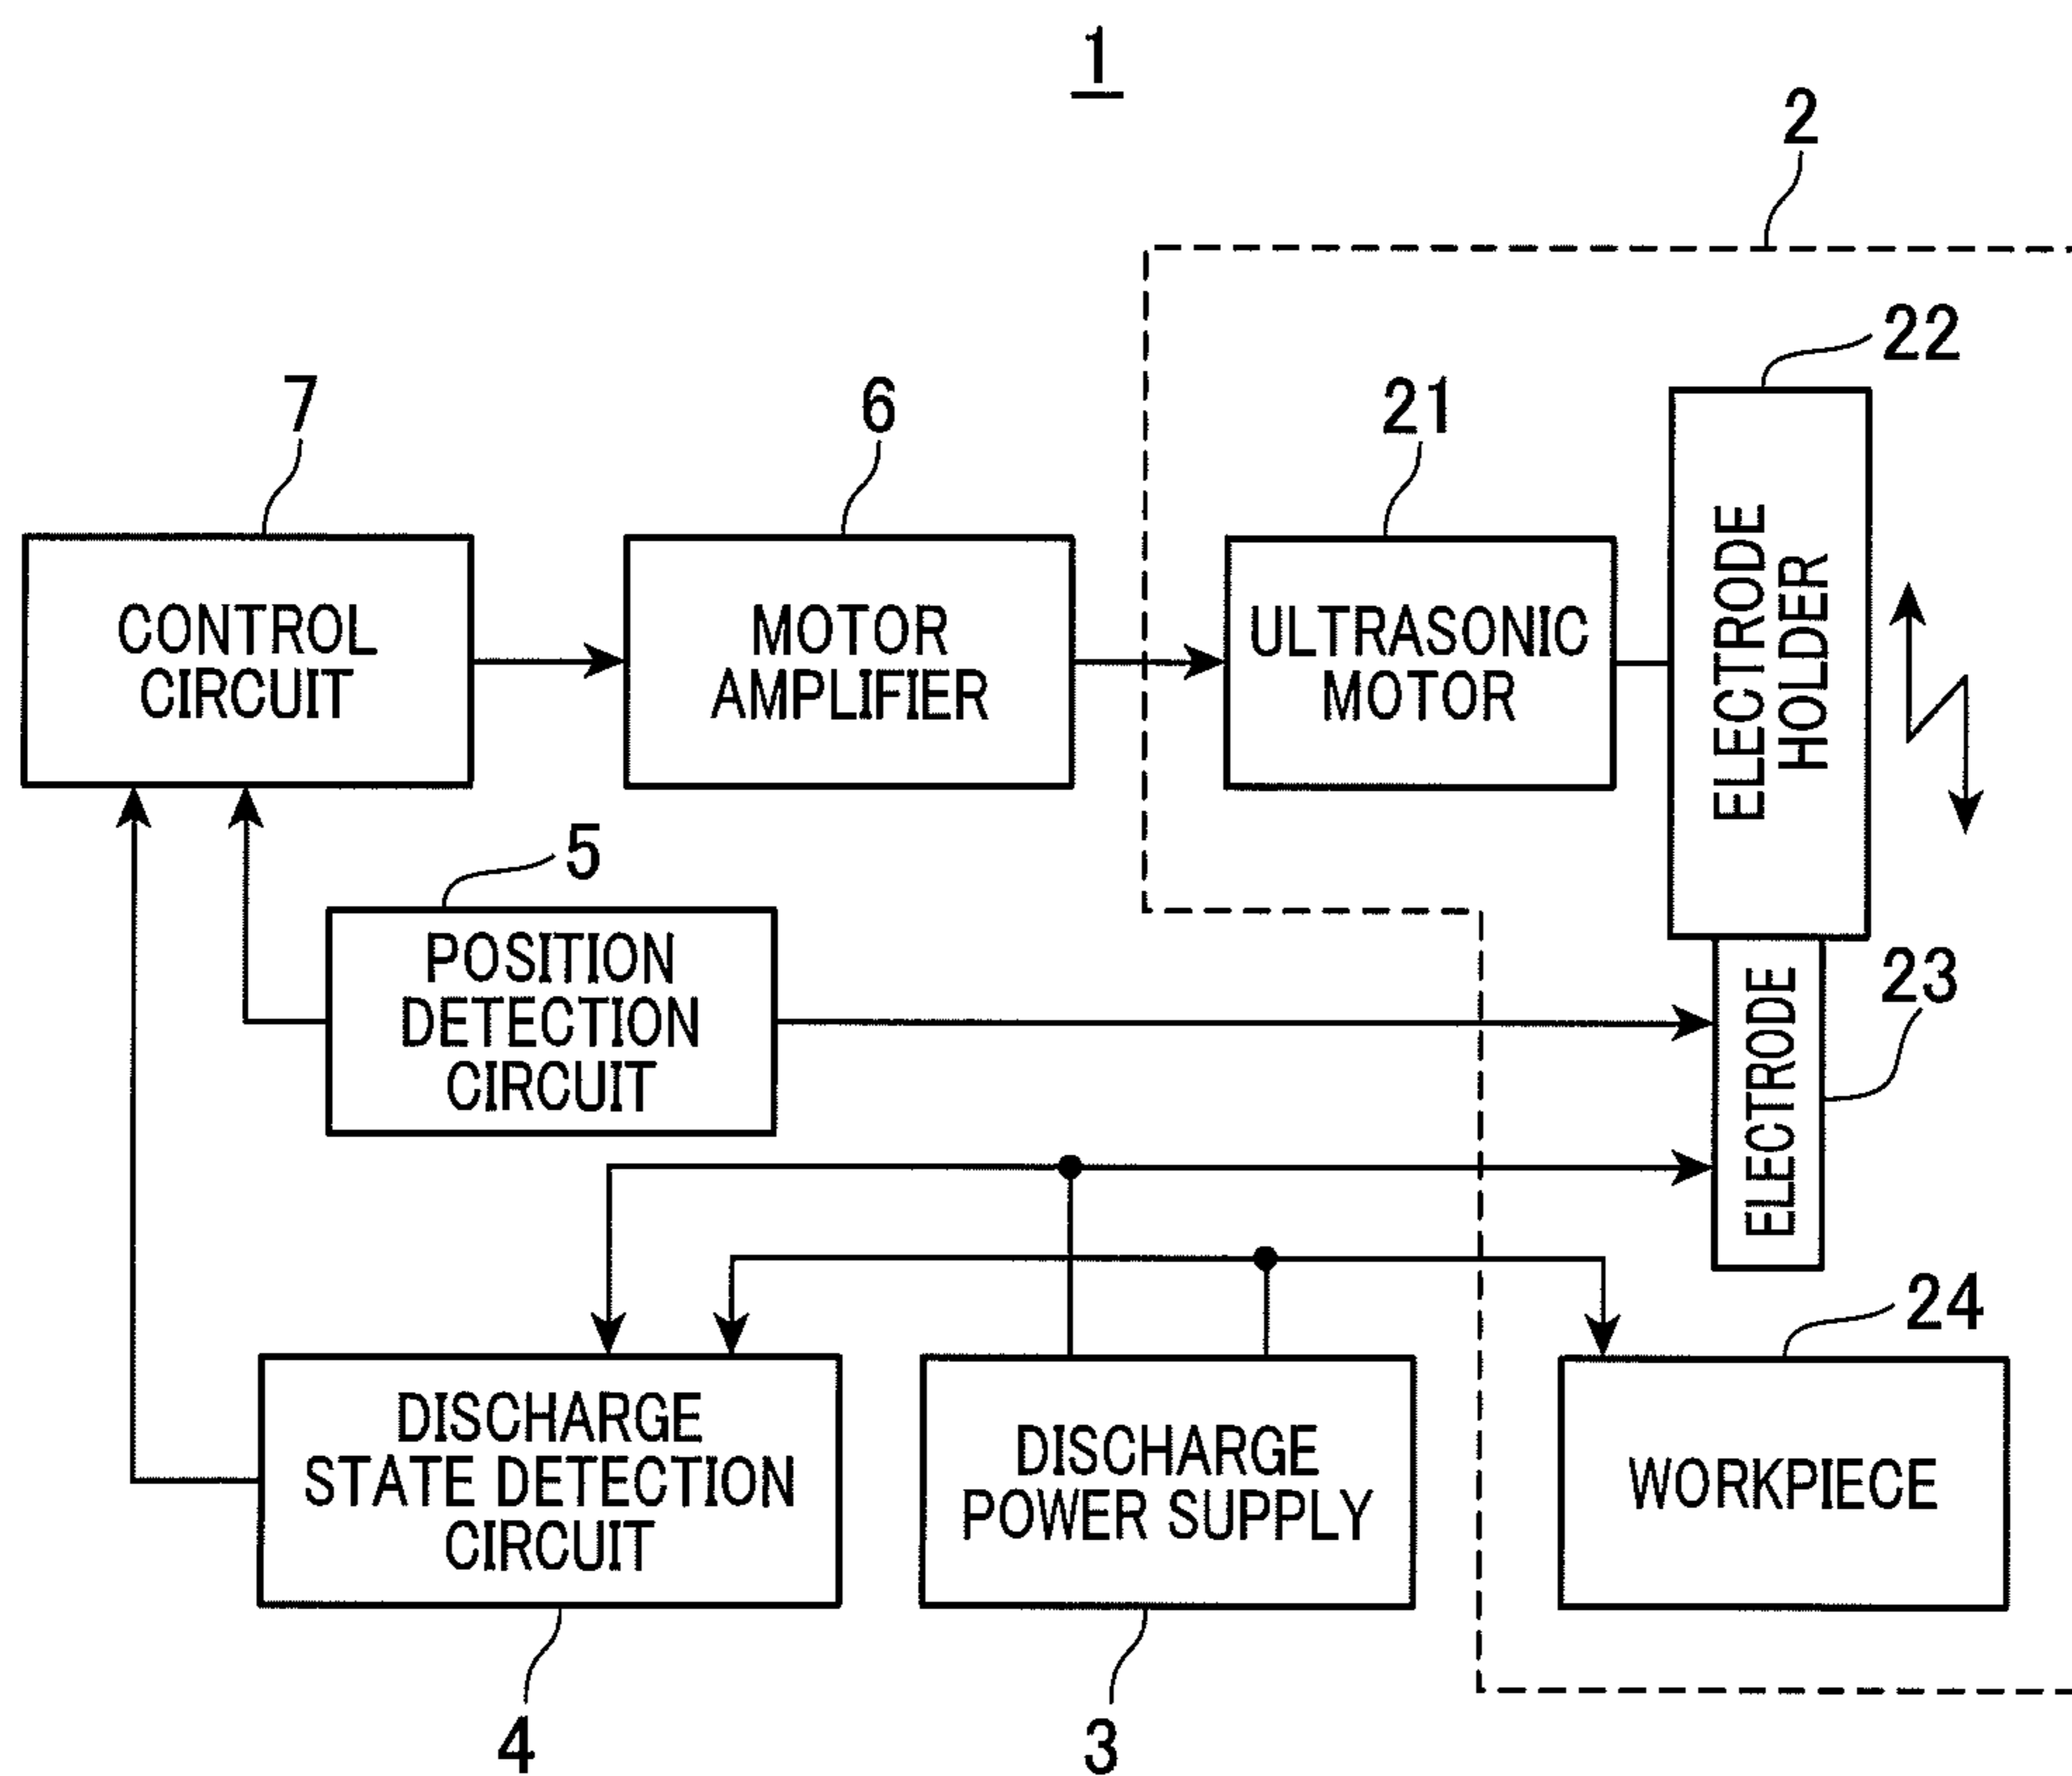 1
2
22
7
6
21
CONTROL
CIRCUIT
MOTOR
AMPLIFIER
ULTRASONIC
MOTOR
ELECTRODE
HOLDER
5
POSITION
DETECTION
CIRCUIT
23
ELECTRODE
24
DISCHARGE
STATE DETECTION
CIRCUIT
DISCHARGE
POWER SUPPLY
WORKPIECE
4
3